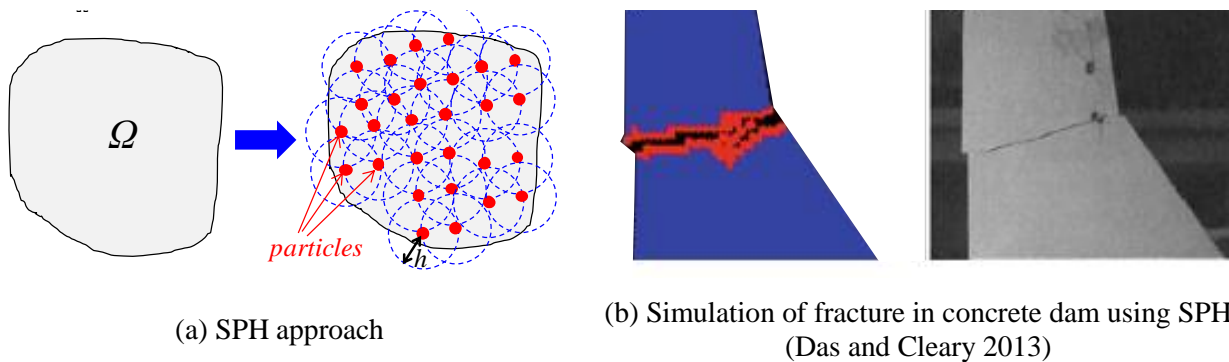 Ω
particles
h
(a) SPH approach
(b) Simulation of fracture in concrete dam using SPH
(Das and Cleary 2013)